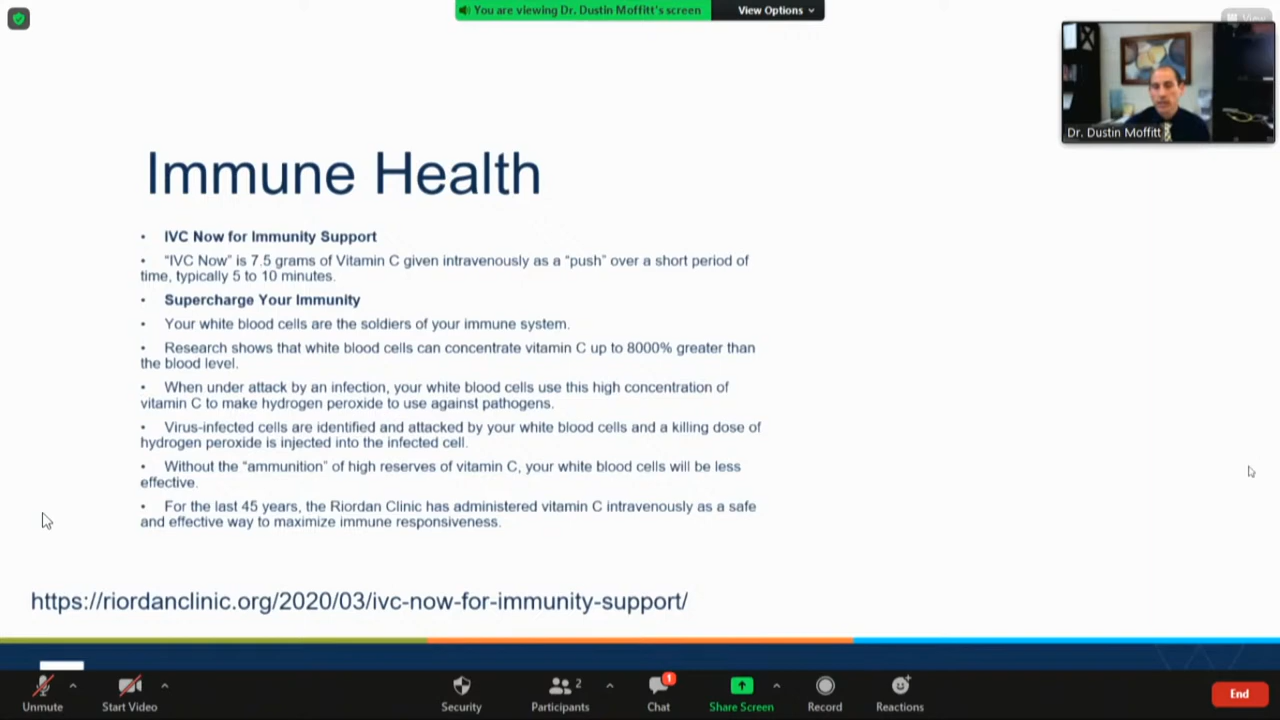 You are viewing Dr. Dustin Moffitt's screen
View Options
View
Dr. Dustin Moffitt
Immune Health
• IVC Now for Immunity Support
• “IVC Now” is 7.5 grams of Vitamin C given intravenously as a “push” over a short period of
time, typically 5 to 10 minutes.
• Supercharge Your Immunity
• Your white blood cells are the soldiers of your immune system.
• Research shows that white blood cells can concentrate vitamin C up to 8000% greater than
the blood level.
• When under attack by an infection, your white blood cells use this high concentration of
vitamin C to make hydrogen peroxide to use against pathogens.
• Virus-infected cells are identified and attacked by your white blood cells and a killing dose of
hydrogen peroxide is injected into the infected cell.
• Without the “ammunition” of high reserves of vitamin C, your white blood cells will be less
effective.
• For the last 45 years, the Riordan Clinic has administered vitamin C intravenously as a safe
and effective way to maximize immune responsiveness.
https://riordanclinic.org/2020/03/ivc-now-for-immunity-support/
Unmute
Start Video
Security
Participants 2
Chat 1
Share Screen
Record
Reactions
End